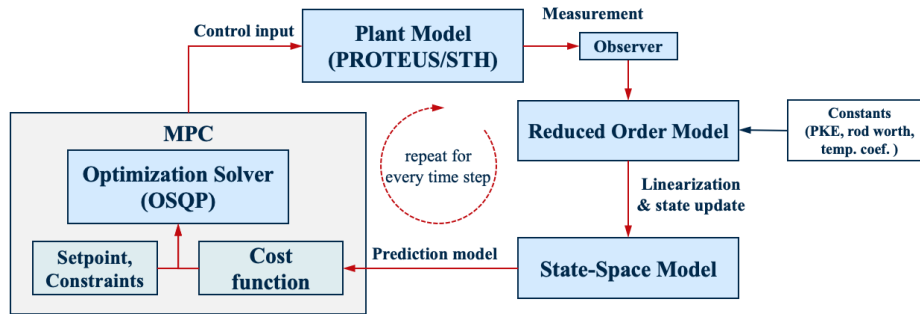 Control input
Plant Model
(PROTEUS/STH)
Measurement
Observer
Reduced Order Model
Constants
(PKE, rod worth,
temp. coef. )
Linearization
& state update
State-Space Model
Prediction model
repeat for
every time step
MPC
Optimization Solver
(OSQP)
Setpoint,
Constraints
Cost
function